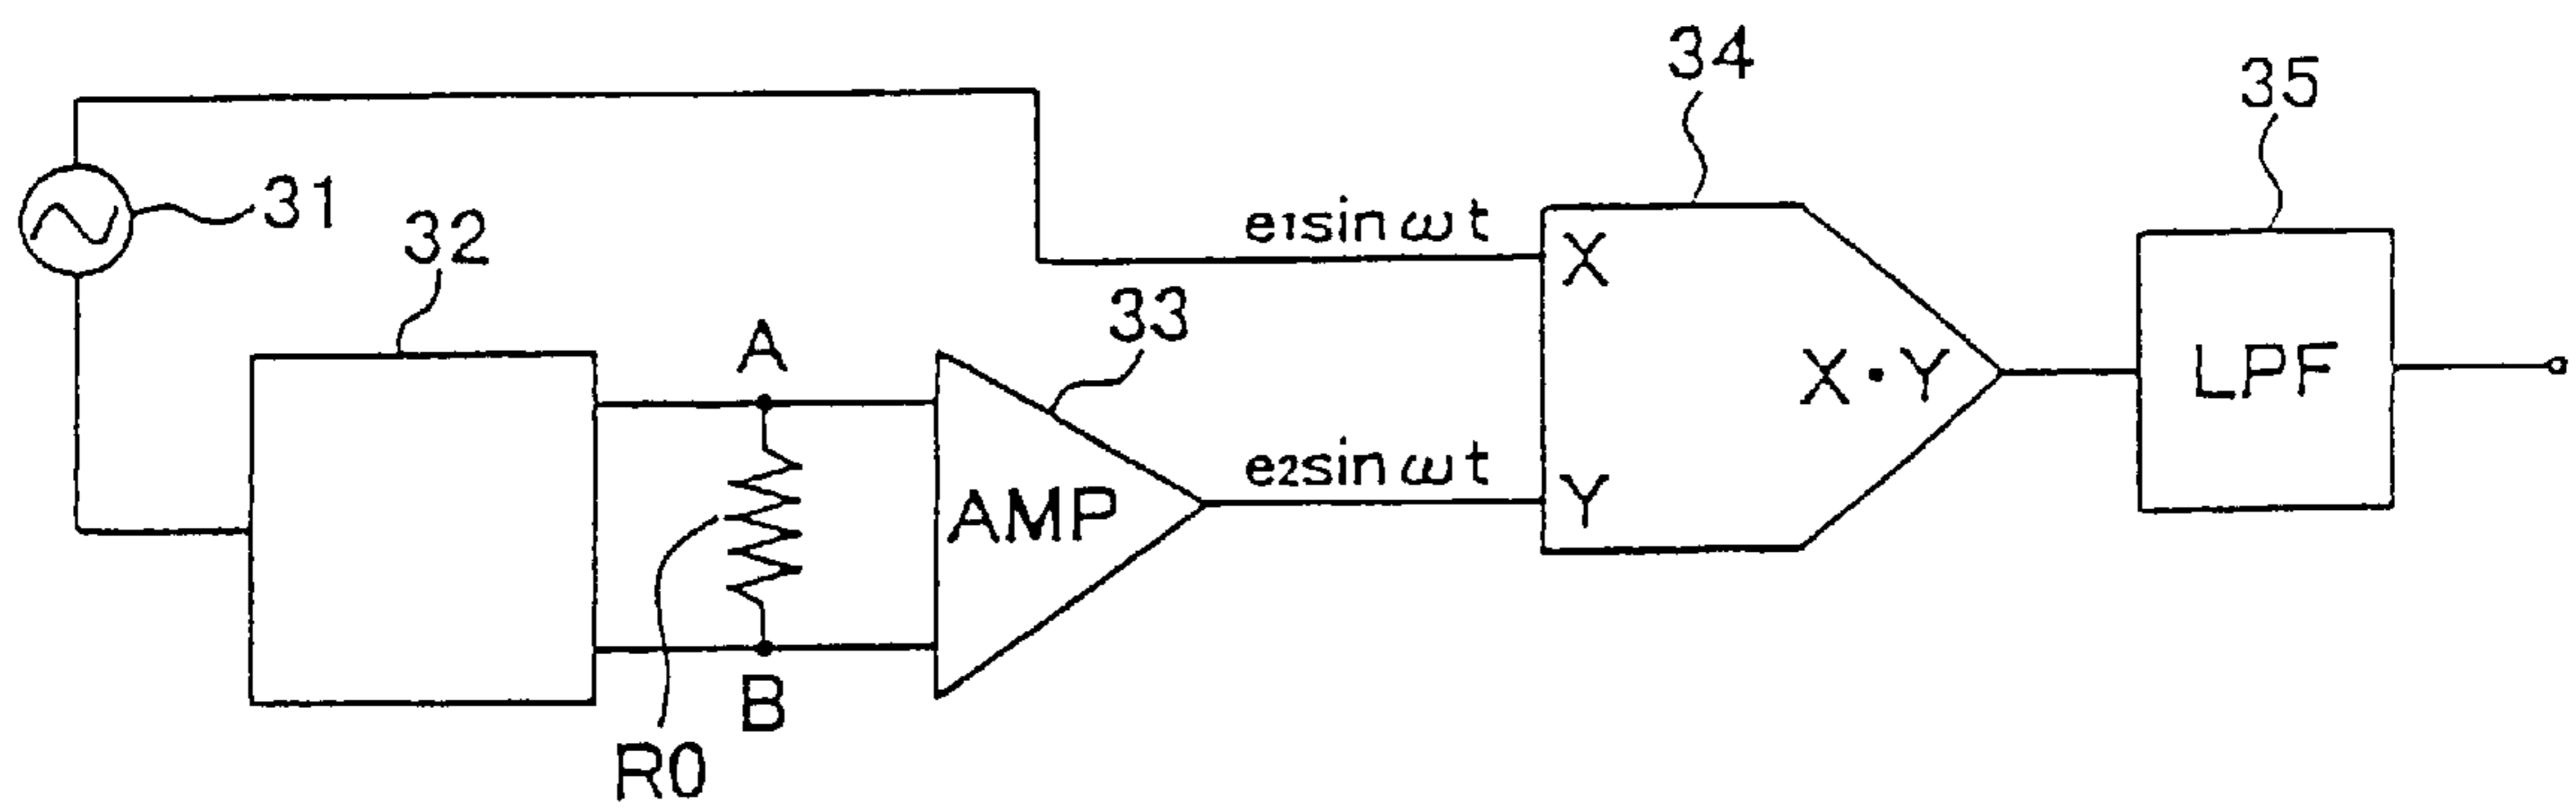 34
35
31
32
e1sin ωt
X
33
A
X·Y
LPF
AMP
e2sin ωt
Y
B
R0